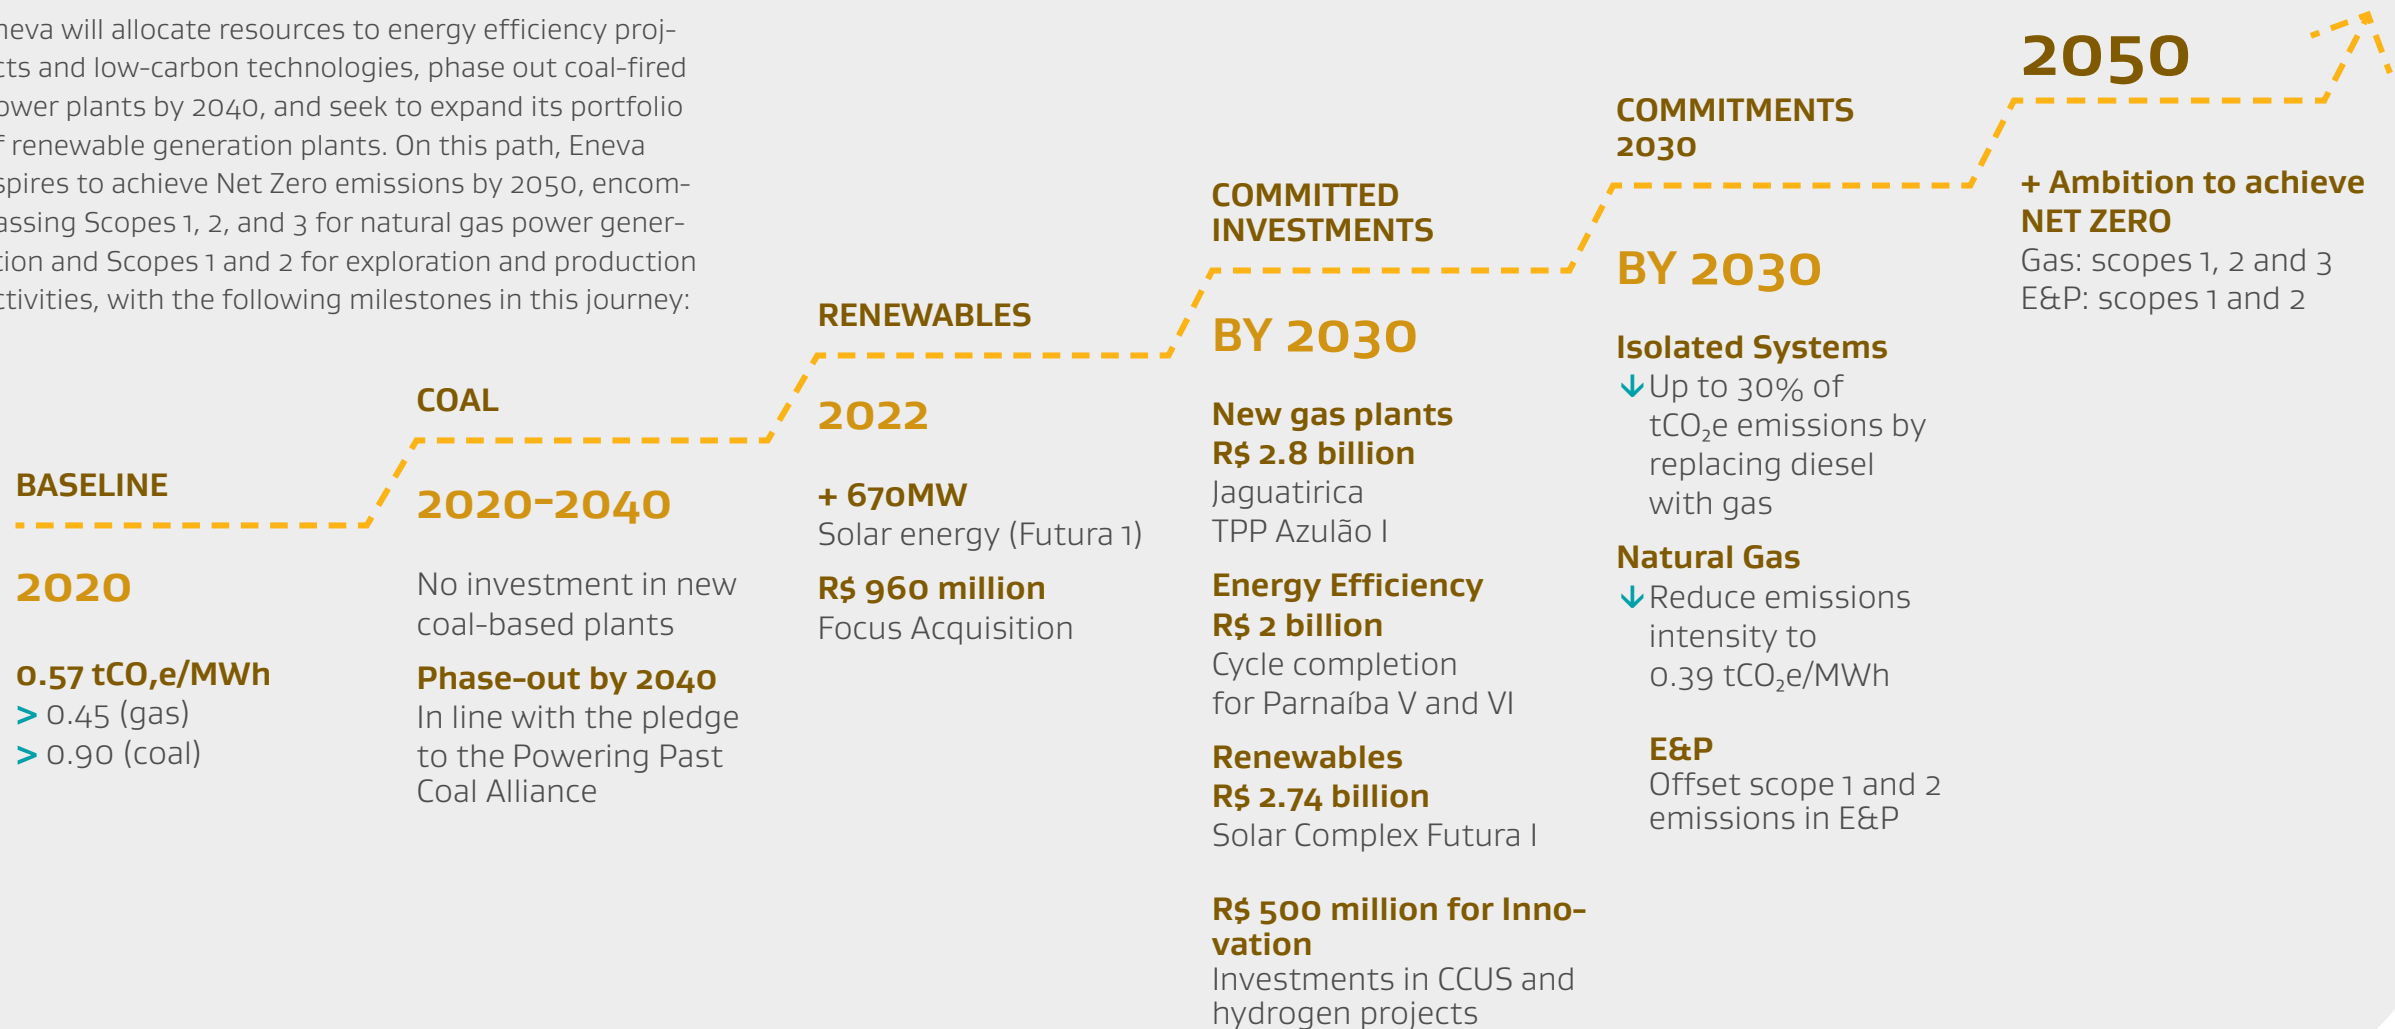 neva will allocate resources to energy efficiency proj-
cts and low-carbon technologies, phase out coal-fired
ower plants by 2040, and seek to expand its portfolio
f renewable generation plants. On this path, Eneva
spires to achieve Net Zero emissions by 2050, encom-
assing Scopes 1, 2, and 3 for natural gas power gener-
tion and Scopes 1 and 2 for exploration and production
ctivities, with the following milestones in this journey:
BASELINE
2020
0.57 tCO,e/MWh
> 0.45 (gas)
> 0.90 (coal)
COAL
2020-2040
No investment in new
coal-based plants
Phase-out by 2040
In line with the pledge
to the Powering Past
Coal Alliance
RENEWABLES
2022
+ 670MW
Solar energy (Futura 1)
R$ 960 million
Focus Acquisition
COMMITTED
INVESTMENTS
BY 2030
New gas plants
R$ 2.8 billion
Jaguatirica
TPP Azulão I
Energy Efficiency
R$ 2 billion
Cycle completion
for Parnaíba V and VI
Renewables
R$ 2.74 billion
Solar Complex Futura I
R$ 500 million for Inno-
vation
Investments in CCUS and
hydrogen projects
COMMITMENTS
2030
BY 2030
Isolated Systems
↓ Up to 30% of
tCO₂e emissions by
replacing diesel
with gas
Natural Gas
↓ Reduce emissions
intensity to
0.39 tCO₂e/MWh
E&P
Offset scope 1 and 2
emissions in E&P
2050
+ Ambition to achieve
NET ZERO
Gas: scopes 1, 2 and 3
E&P: scopes 1 and 2